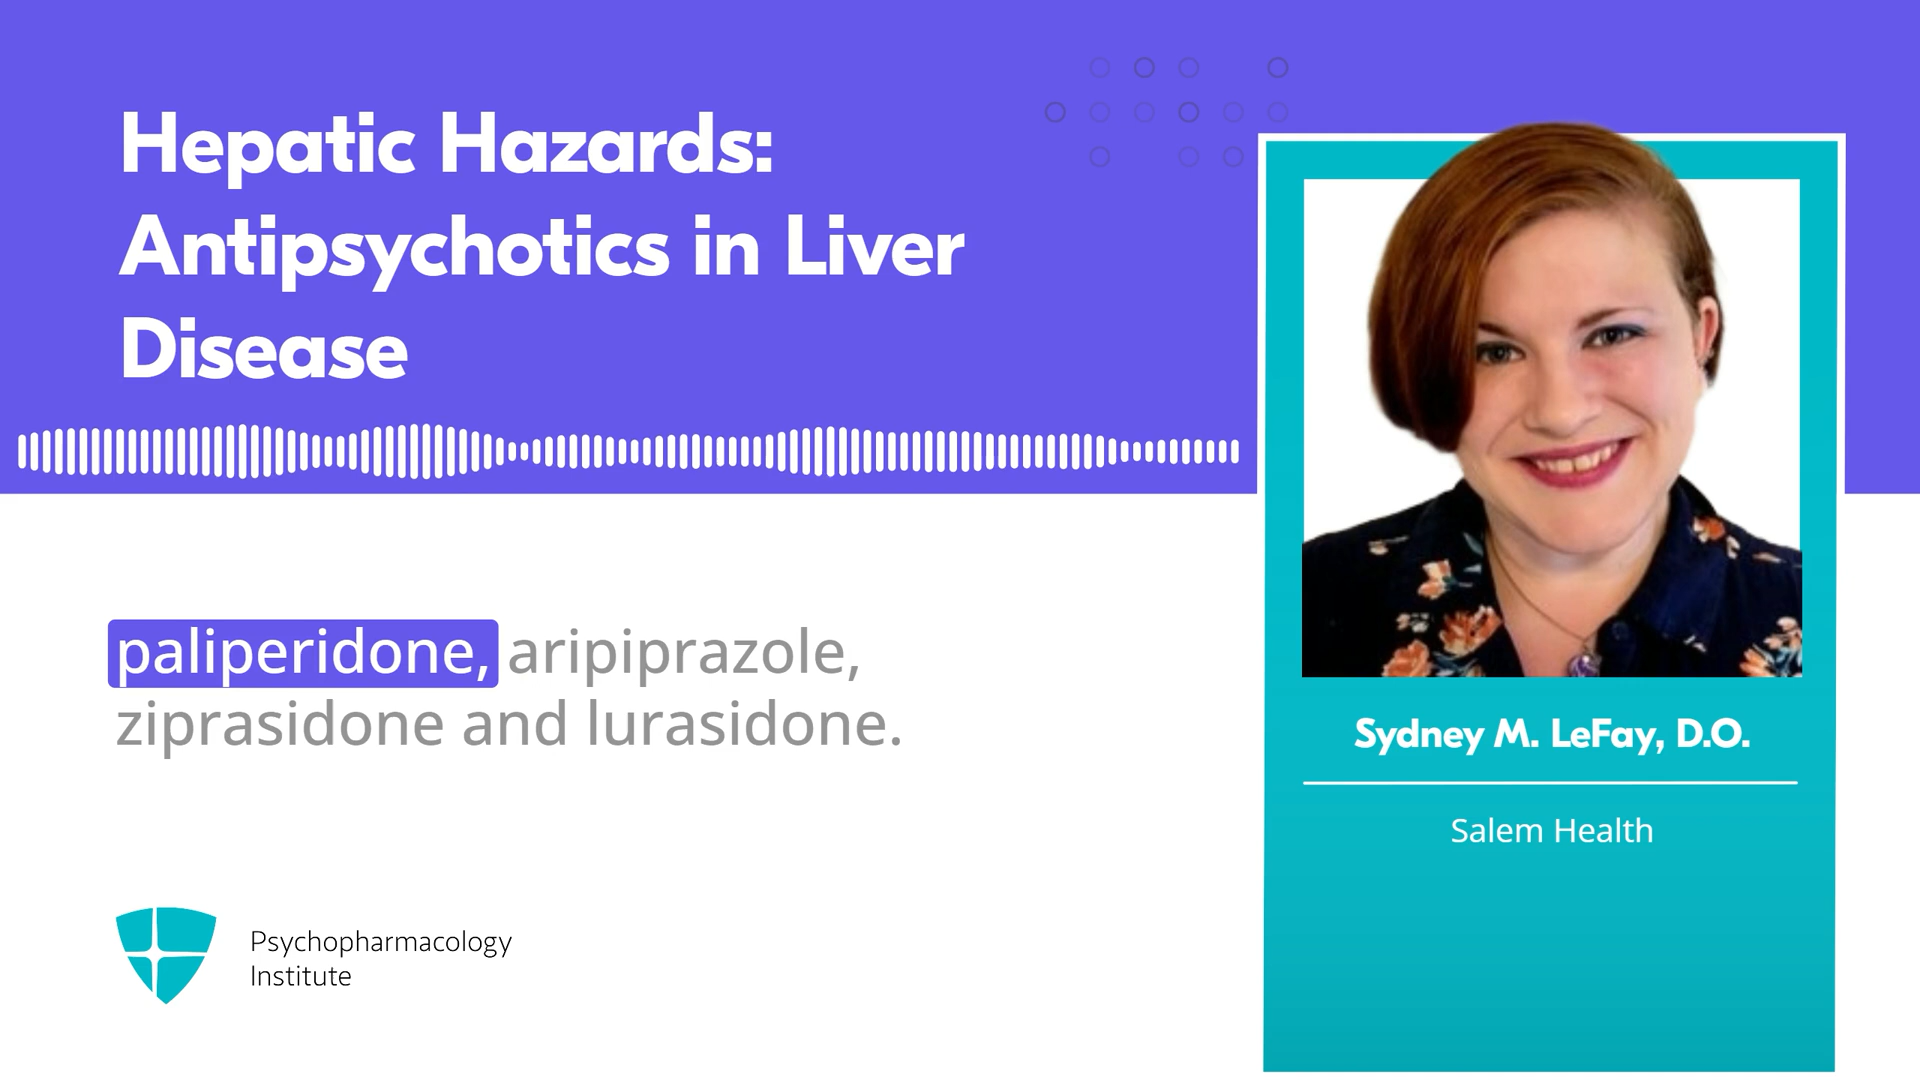 Hepatic Hazards:
Antipsychotics in Liver
Disease
paliperidone, aripiprazole,
ziprasidone and lurasidone.
Psychopharmacology
Institute
Sydney M. LeFay, D.O.
Salem Health